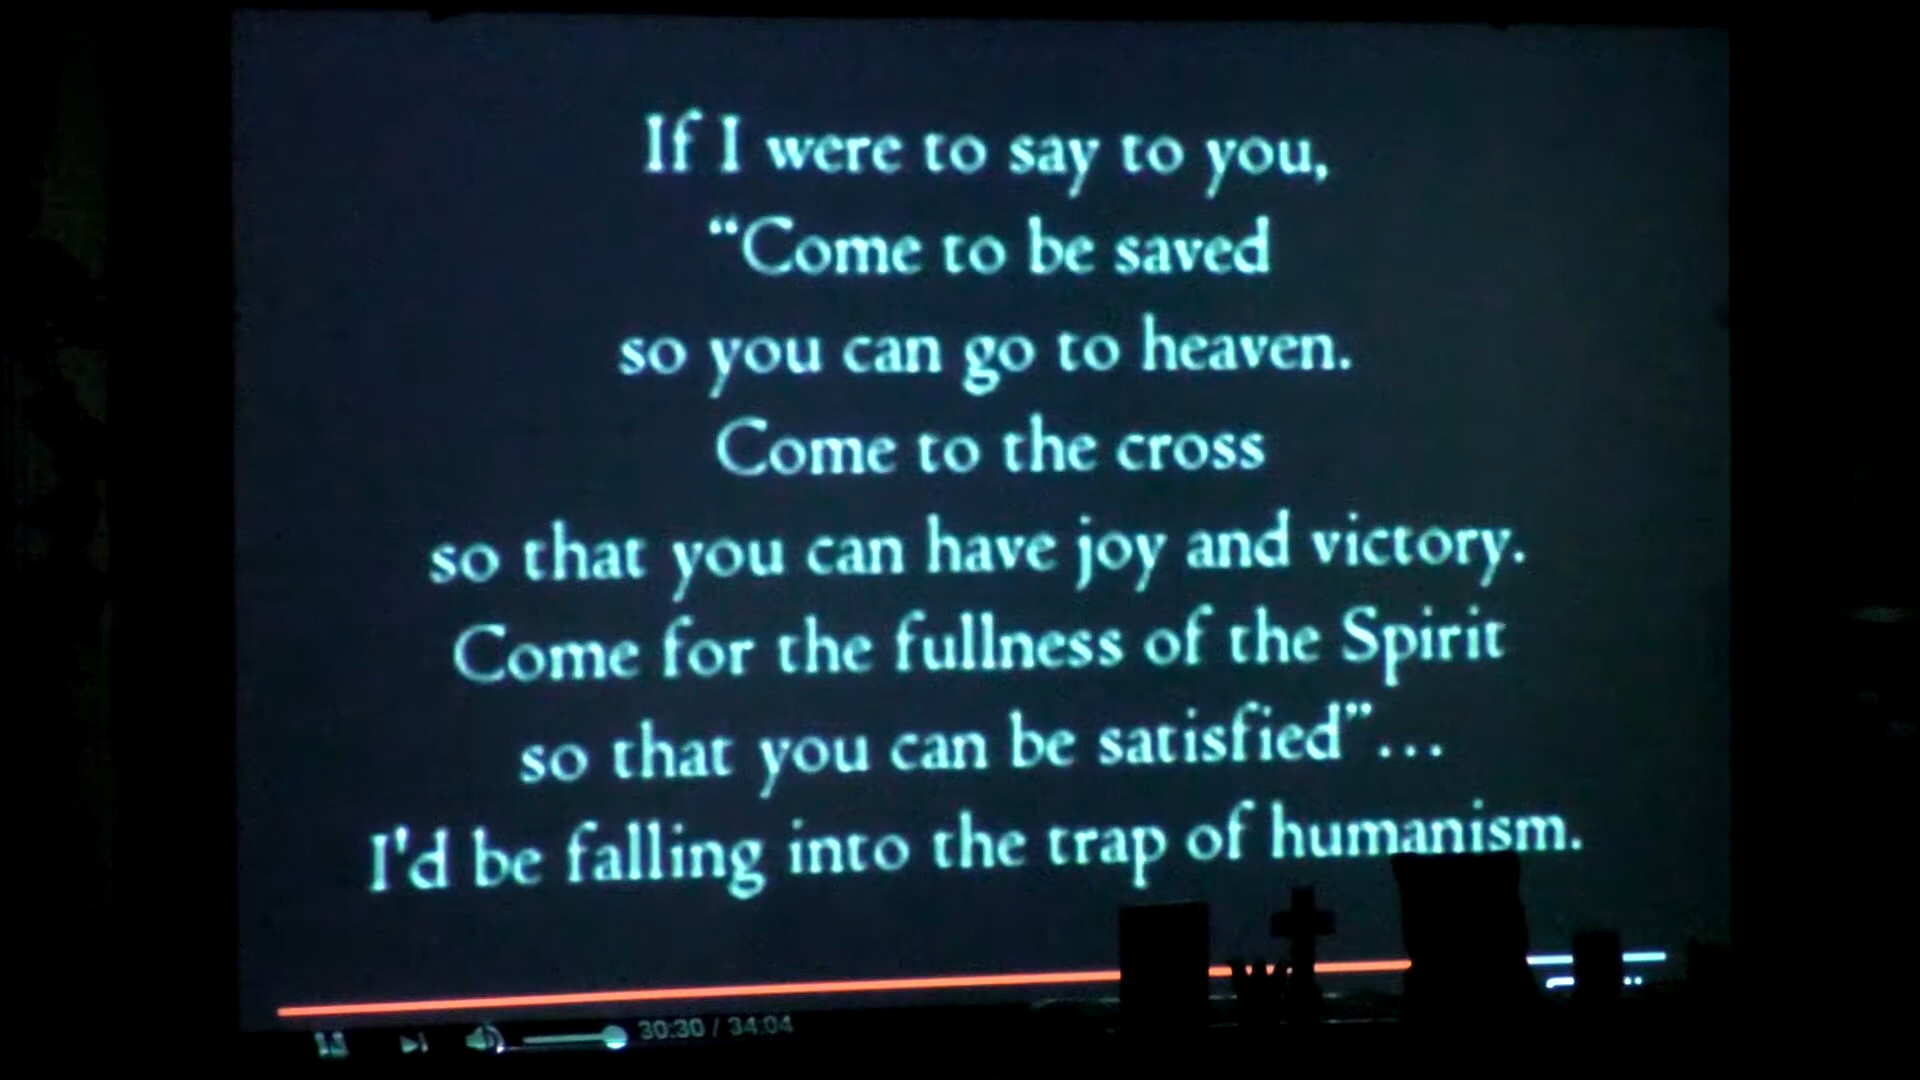 If I were to say to you,
“Come to be saved
so you can go to heaven.
Come to the cross
so that you can have joy and victory.
Come for the fullness of the Spirit
so that you can be satisfied”...
I'd be falling into the trap of humanism.
30:30 / 34:04